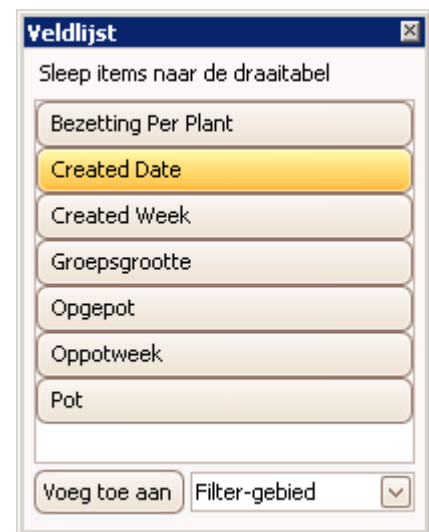 Veldlijst
Sleep items naar de draaitabel
Bezetting Per Plant
Created Date
Created Week
Groepsgrootte
Opgepot
Oppotweek
Pot
Voeg toe aan Filter-gebied